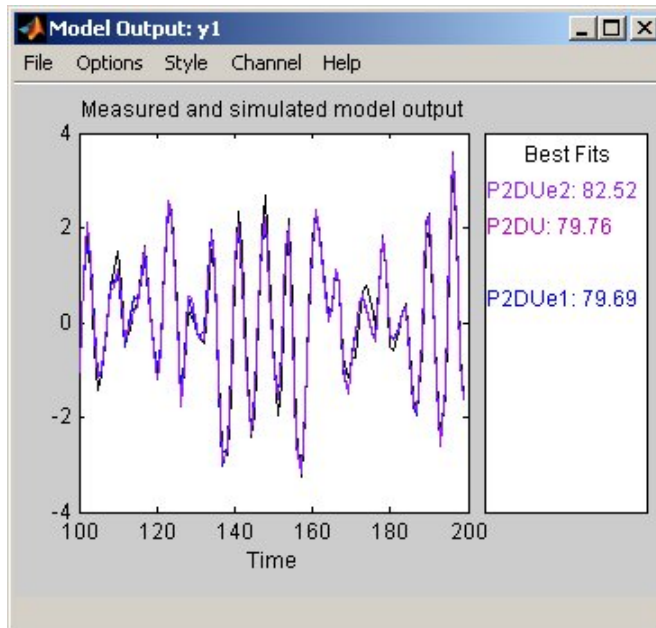 Model Output: y1
File Options Style Channel Help
Measured and simulated model output
4
2
0
-2
-4
100 120 140 160 180 200
Time
Best Fits
P2DUe2: 82.52
P2DU: 79.76
P2DUe1: 79.69